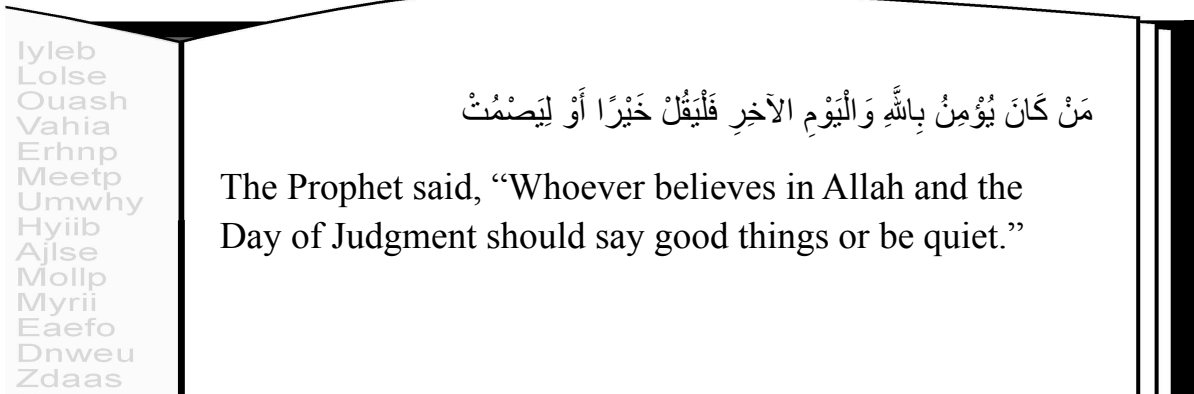 Iyleb
Lolse
Ouash
Vahia
Erhnp
Meetp
Umwhy
Hyiib
Ajlse
Mollp
Myrii
Eaefo
Dnweu
Zdaas
مَنْ كَانَ يُؤْمِنُ بِاللَّهِ وَالْيَوْمِ الآخِرِ فَلْيَقُلْ خَيْرًا أَوْ لِيَصْمُتْ
The Prophet said, “Whoever believes in Allah and the
Day of Judgment should say good things or be quiet.”